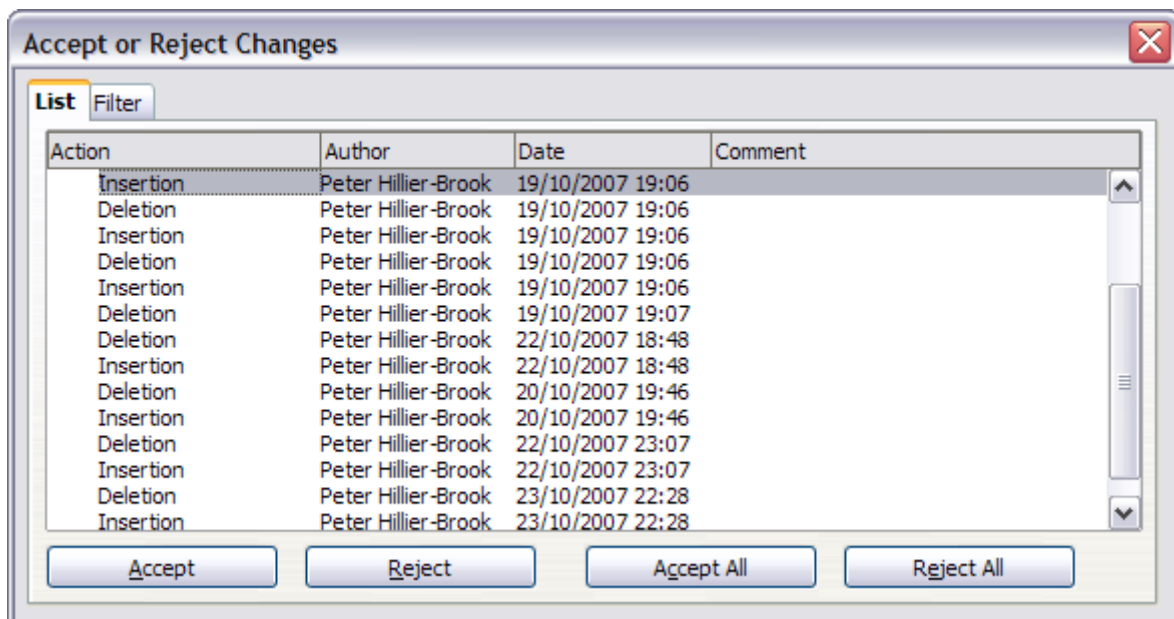 Accept or Reject Changes
List Filter
Action Author Date Comment
Insertion Peter Hillier-Brook 19/10/2007 19:06
Deletion Peter Hillier-Brook 19/10/2007 19:06
Insertion Peter Hillier-Brook 19/10/2007 19:06
Deletion Peter Hillier-Brook 19/10/2007 19:06
Insertion Peter Hillier-Brook 19/10/2007 19:06
Deletion Peter Hillier-Brook 19/10/2007 19:07
Deletion Peter Hillier-Brook 22/10/2007 18:48
Insertion Peter Hillier-Brook 22/10/2007 18:48
Deletion Peter Hillier-Brook 20/10/2007 19:46
Insertion Peter Hillier-Brook 20/10/2007 19:46
Deletion Peter Hillier-Brook 22/10/2007 23:07
Insertion Peter Hillier-Brook 22/10/2007 23:07
Deletion Peter Hillier-Brook 23/10/2007 22:28
Insertion Peter Hillier-Brook 23/10/2007 22:28
Accept Reject Accept All Reject All